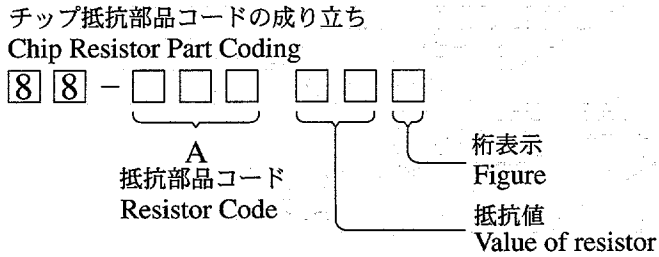 チップ抵抗部品コードの成り立ち
Chip Resistor Part Coding
8 8 - □ □ □ □ □ □
A
抵抗部品コード
Resistor Code
桁表示
Figure
抵抗値
Value of resistor